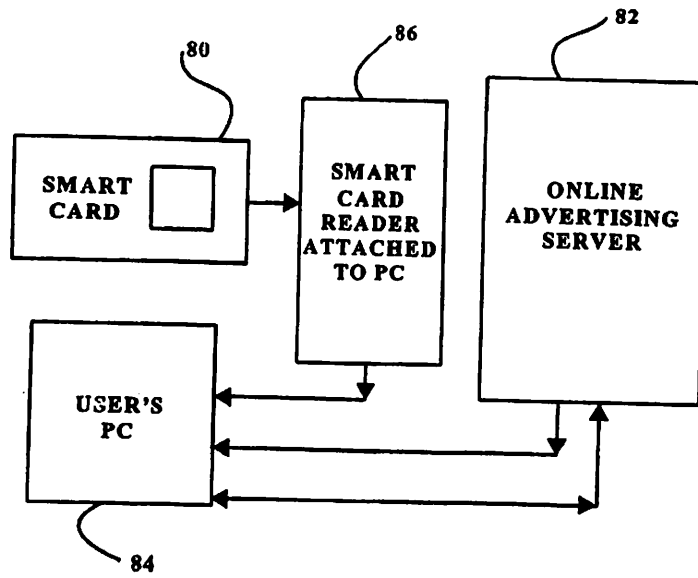 80
86
82
SMART
CARD
SMART
CARD
READER
ATTACHED
TO PC
ONLINE
ADVERTISING
SERVER
USER'S
PC
84